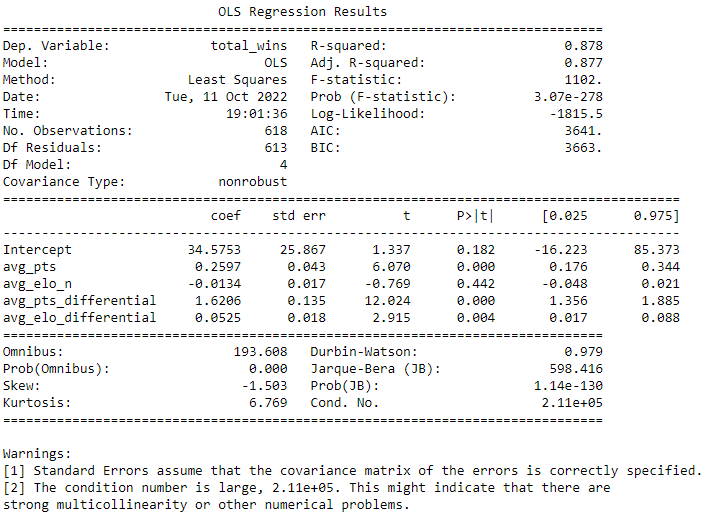 OLS Regression Results
==============================================================================
Dep. Variable:             total_wins   R-squared:                       0.878
Model:                            OLS   Adj. R-squared:                  0.877
Method:                 Least Squares   F-statistic:                     1102.
Date:                Tue, 11 Oct 2022   Prob (F-statistic):          3.07e-278
Time:                        19:01:36   Log-Likelihood:                -1815.5
No. Observations:                 618   AIC:                             3641.
Df Residuals:                     613   BIC:                             3663.
Df Model:                           4
Covariance Type:            nonrobust
========================================================================================
                           coef    std err          t      P>|t|      [0.025      0.975]
----------------------------------------------------------------------------------------
Intercept               34.5753     25.867      1.337      0.182     -16.223      85.373
avg_pts                  0.2597      0.043      6.070      0.000       0.176       0.344
avg_elo_n               -0.0134      0.017     -0.769      0.442      -0.048       0.021
avg_pts_differential     1.6206      0.135     12.024      0.000       1.356       1.885
avg_elo_differential     0.0525      0.018      2.915      0.004       0.017       0.088
==============================================================================
Omnibus:                      193.608   Durbin-Watson:                   0.979
Prob(Omnibus):                  0.000   Jarque-Bera (JB):              598.416
Skew:                          -1.503   Prob(JB):                    1.14e-130
Kurtosis:                       6.769   Cond. No.                     2.11e+05
==============================================================================
Warnings:
[1] Standard Errors assume that the covariance matrix of the errors is correctly specified.
[2] The condition number is large, 2.11e+05. This might indicate that there are
strong multicollinearity or other numerical problems.